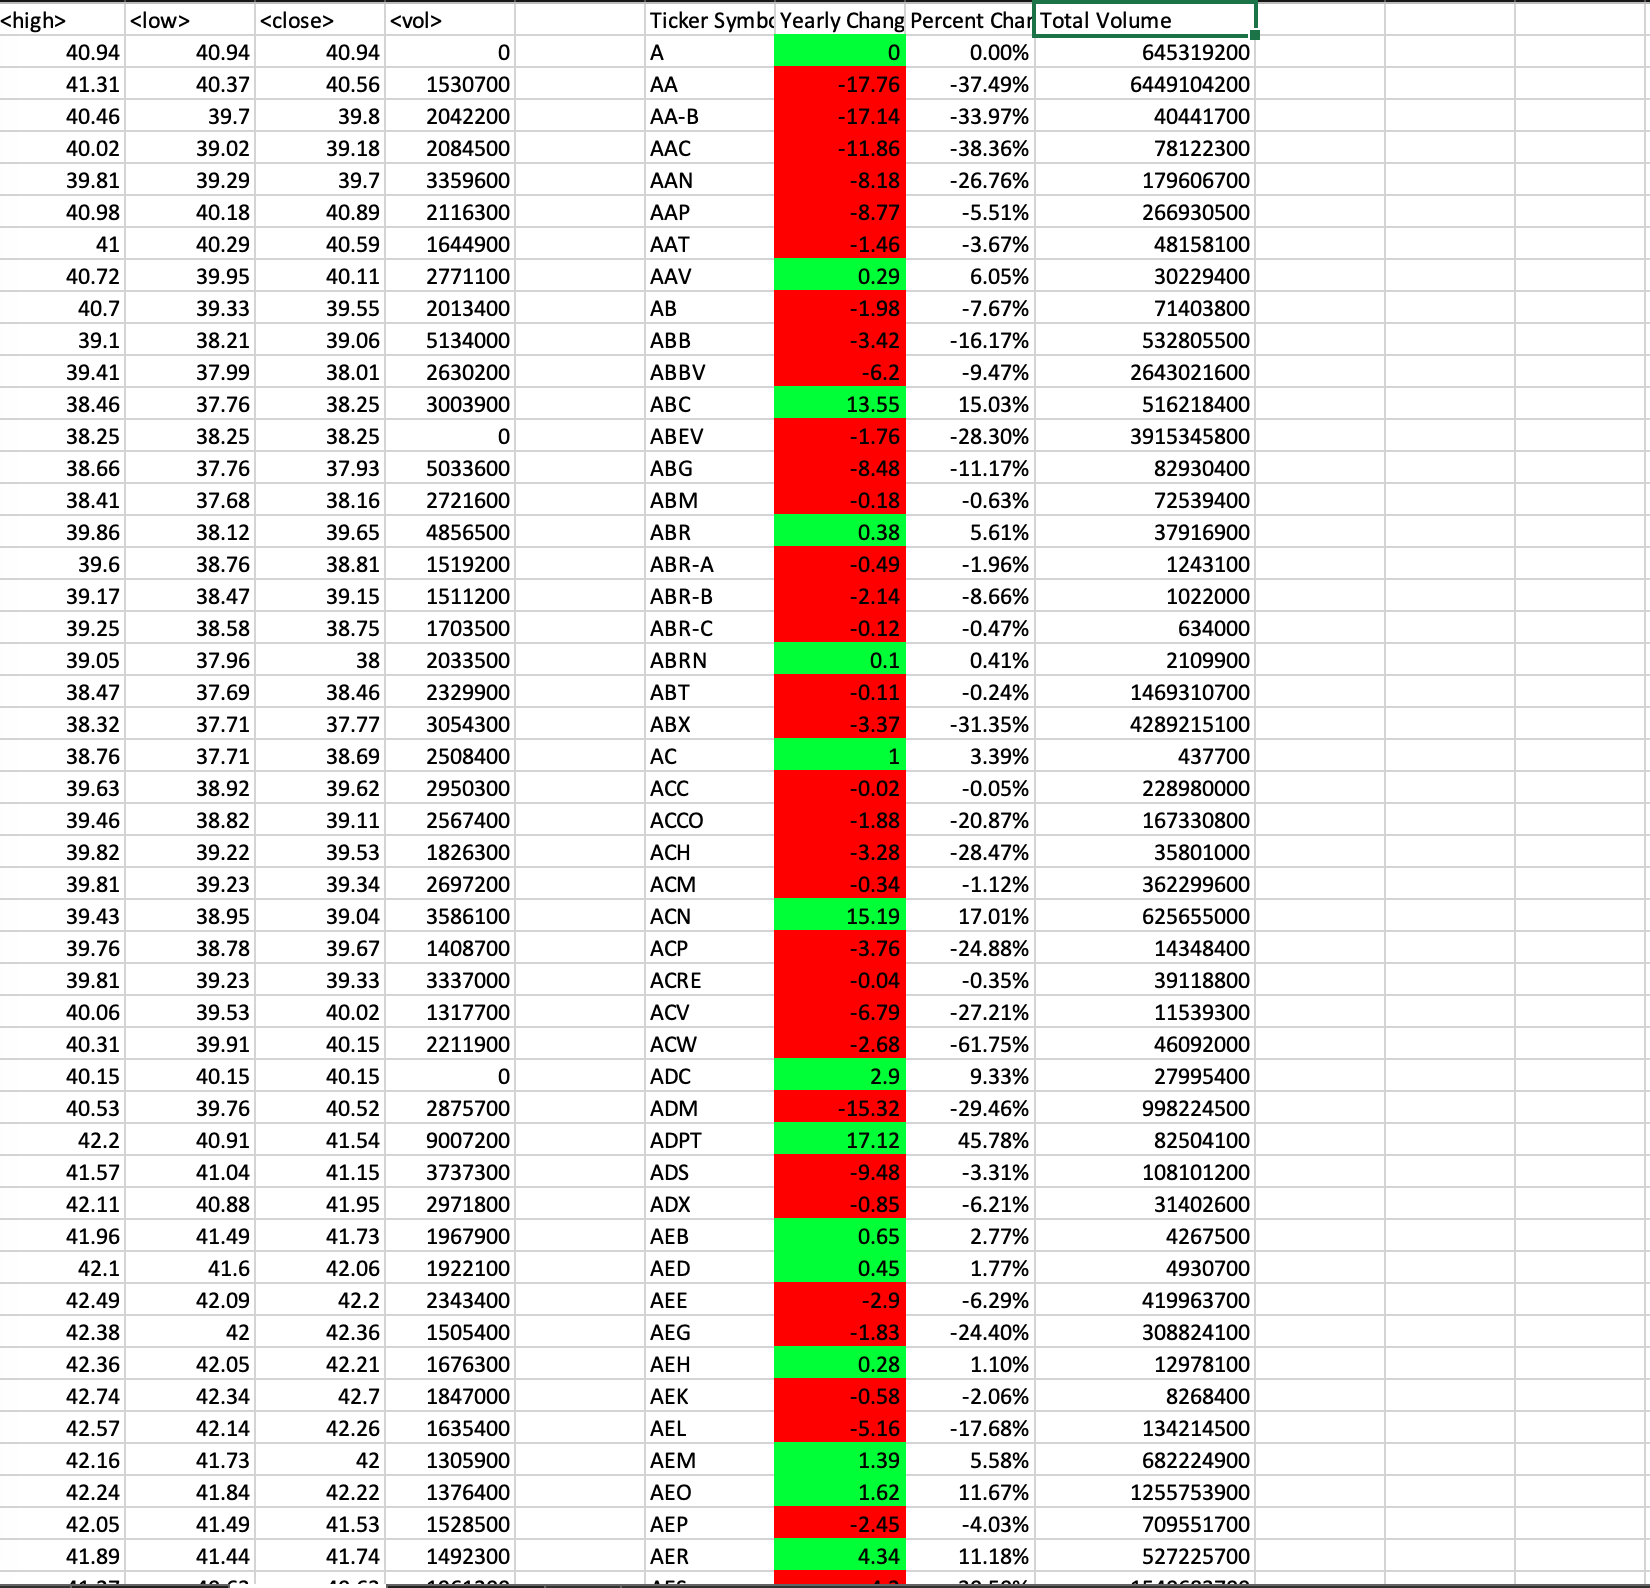 <high> <low> <close> <vol> Ticker Symbo Yearly Chang Percent Char Total Volume
40.94 40.94 40.94 0 A 0 0.00% 645319200
41.31 40.37 40.56 1530700 AA -17.76 -37.49% 6449104200
40.46 39.7 39.8 2042200 AA-B -17.14 -33.97% 40441700
40.02 39.02 39.18 2084500 AAC -11.86 -38.36% 78122300
39.81 39.29 39.7 3359600 AAN -8.18 -26.76% 179606700
40.98 40.18 40.89 2116300 AAP -8.77 -5.51% 266930500
41 40.29 40.59 1644900 AAT -1.46 -3.67% 48158100
40.72 39.95 40.11 2771100 AAV 0.29 6.05% 30229400
40.7 39.33 39.55 2013400 AB -1.98 -7.67% 71403800
39.1 38.21 39.06 5134000 ABB -3.42 -16.17% 532805500
39.41 37.99 38.01 2630200 ABBV -6.2 -9.47% 2643021600
38.46 37.76 38.25 3003900 ABC 13.55 15.03% 516218400
38.25 38.25 38.25 0 ABEV -1.76 -28.30% 3915345800
38.66 37.76 37.93 5033600 ABG -8.48 -11.17% 82930400
38.41 37.68 38.16 2721600 ABM -0.18 -0.63% 72539400
39.86 38.12 39.65 4856500 ABR 0.38 5.61% 37916900
39.6 38.76 38.81 1519200 ABR-A -0.49 -1.96% 1243100
39.17 38.47 39.15 1511200 ABR-B -2.14 -8.66% 1022000
39.25 38.58 38.75 1703500 ABR-C -0.12 -0.47% 634000
39.05 37.96 38 2033500 ABRN 0.1 0.41% 2109900
38.47 37.69 38.46 2329900 ABT -0.11 -0.24% 1469310700
38.32 37.71 37.77 3054300 ABX -3.37 -31.35% 4289215100
38.76 37.71 38.69 2508400 AC 1 3.39% 437700
39.63 38.92 39.62 2950300 ACC -0.02 -0.05% 228980000
39.46 38.82 39.11 2567400 ACCO -1.88 -20.87% 167330800
39.82 39.22 39.53 1826300 ACH -3.28 -28.47% 35801000
39.81 39.23 39.34 2697200 ACM -0.34 -1.12% 362299600
39.43 38.95 39.04 3586100 ACN 15.19 17.01% 625655000
39.76 38.78 39.67 1408700 ACP -3.76 -24.88% 14348400
39.81 39.23 39.33 3337000 ACRE -0.04 -0.35% 39118800
40.06 39.53 40.02 1317700 ACV -6.79 -27.21% 11539300
40.31 39.91 40.15 2211900 ACW -2.68 -61.75% 46092000
40.15 40.15 40.15 0 ADC 2.9 9.33% 27995400
40.53 39.76 40.52 2875700 ADM -15.32 -29.46% 998224500
42.2 40.91 41.54 9007200 ADPT 17.12 45.78% 82504100
41.57 41.04 41.15 3737300 ADS -9.48 -3.31% 108101200
42.11 40.88 41.95 2971800 ADX -0.85 -6.21% 31402600
41.96 41.49 41.73 1967900 AEB 0.65 2.77% 4267500
42.1 41.6 42.06 1922100 AED 0.45 1.77% 4930700
42.49 42.09 42.2 2343400 AEE -2.9 -6.29% 419963700
42.38 42 42.36 1505400 AEG -1.83 -24.40% 308824100
42.36 42.05 42.21 1676300 AEH 0.28 1.10% 12978100
42.74 42.34 42.7 1847000 AEK -0.58 -2.06% 8268400
42.57 42.14 42.26 1635400 AEL -5.16 -17.68% 134214500
42.16 41.73 42 1305900 AEM 1.39 5.58% 682224900
42.24 41.84 42.22 1376400 AEO 1.62 11.67% 1255753900
42.05 41.49 41.53 1528500 AEP -2.45 -4.03% 709551700
41.89 41.44 41.74 1492300 AER 4.34 11.18% 527225700